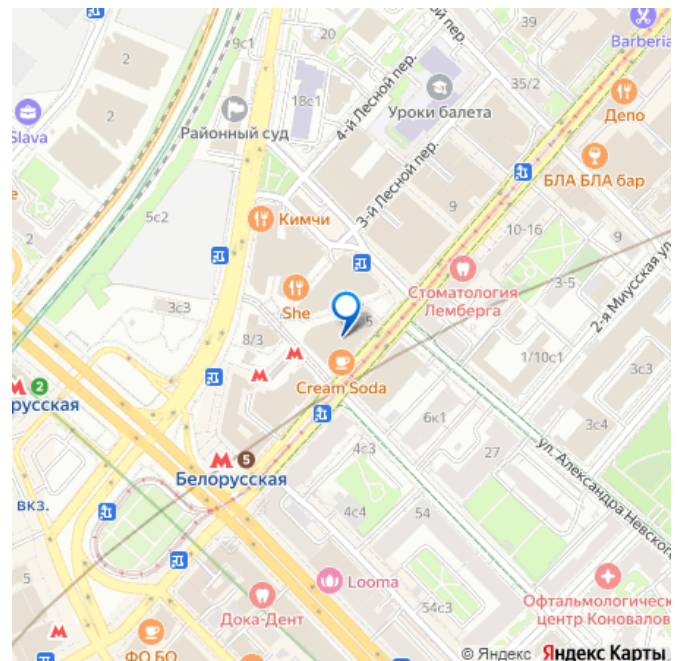 2
9с1
20
39
Barberia
35/2
Slava
2
18с1
4-й Лесной пер.
Уроки балета
Депо
Районный суд
пер.
3-й Лесной пер.
БЛА БЛА бар
5с2
Кимчи
9
10-16
9
2
Стоматология
Лемберга
3-5
2-я Миусская ул.
3с3
She
5
8/3
1/10с1
3с3
Cream Soda
2
русская
6к1
3с4
4с3
27
ул. Александра Невского
5
Белорусская
вкз.
4с4
54
5
Looma
Дока-Дент
54с3
Офтальмологическ
центр Коновалов
ФО БО
© Яндекс Яндекс Карты